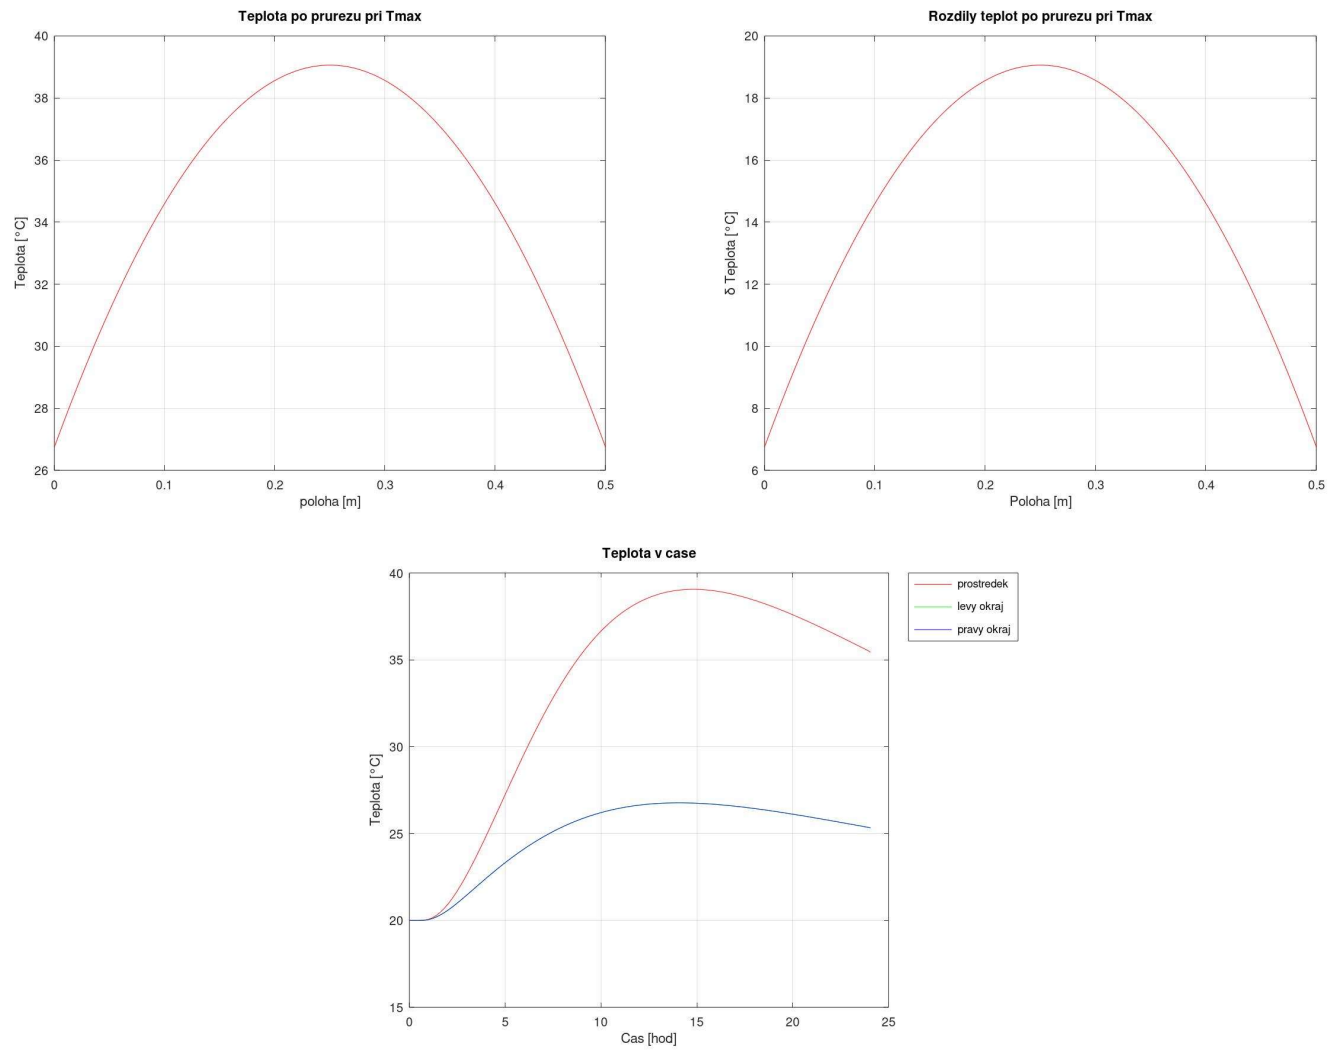 Teplota po prurezu pri Tmax
40
38
36
34
32
30
28
26
Teplota [°C]
0 0.1 0.2 0.3 0.4 0.5
poloha [m]
Rozdily teplot po prurezu pri Tmax
20
18
16
14
12
10
8
6
δ Teplota [°C]
0 0.1 0.2 0.3 0.4 0.5
Poloha [m]
Teplota v case
40
35
30
25
20
15
Teplota [°C]
0 5 10 15 20 25
Cas [hod]
prostredek
levy okraj
pravy okraj